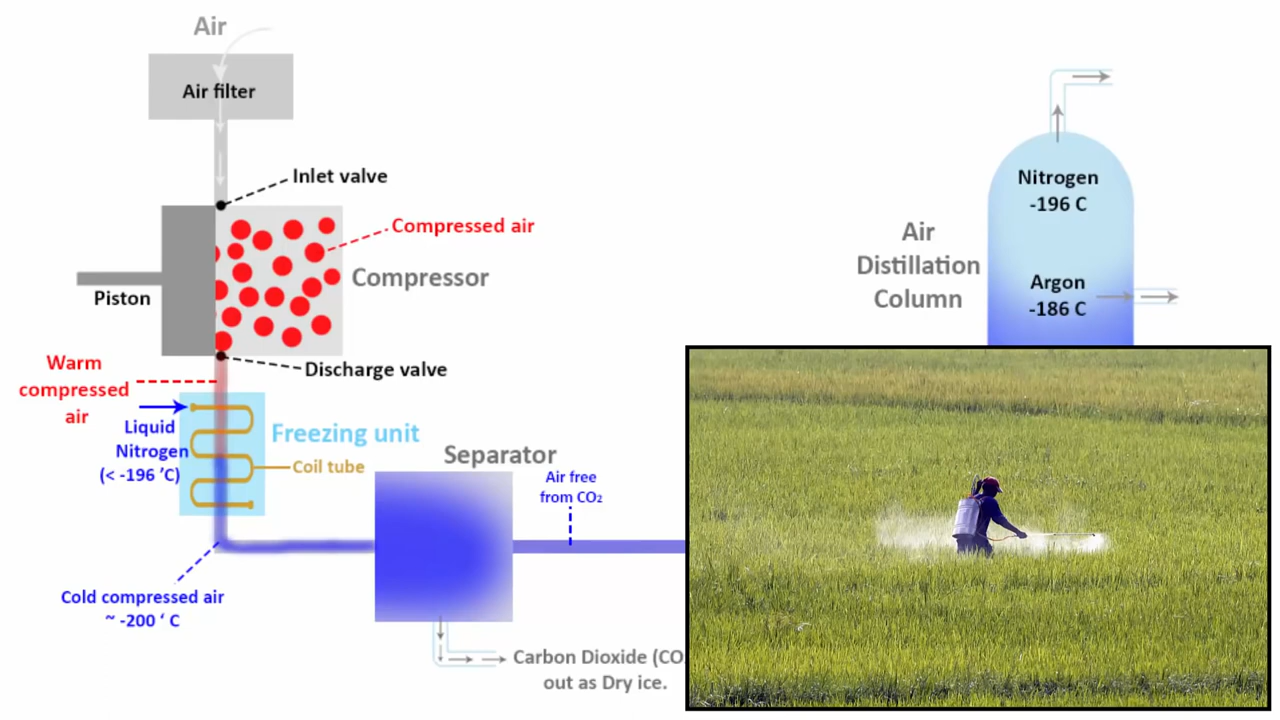 Air
Air filter
Inlet valve
Compressed air
Compressor
Piston
Discharge valve
Warm
compressed
air
Liquid
Nitrogen
(< -196 ’C)
Freezing unit
Coil tube
Separator
Air free
from CO₂
Cold compressed air
~ -200 ‘ C
Carbon Dioxide (CO
out as Dry ice.
Air
Distillation
Column
Nitrogen
-196 C
Argon
-186 C